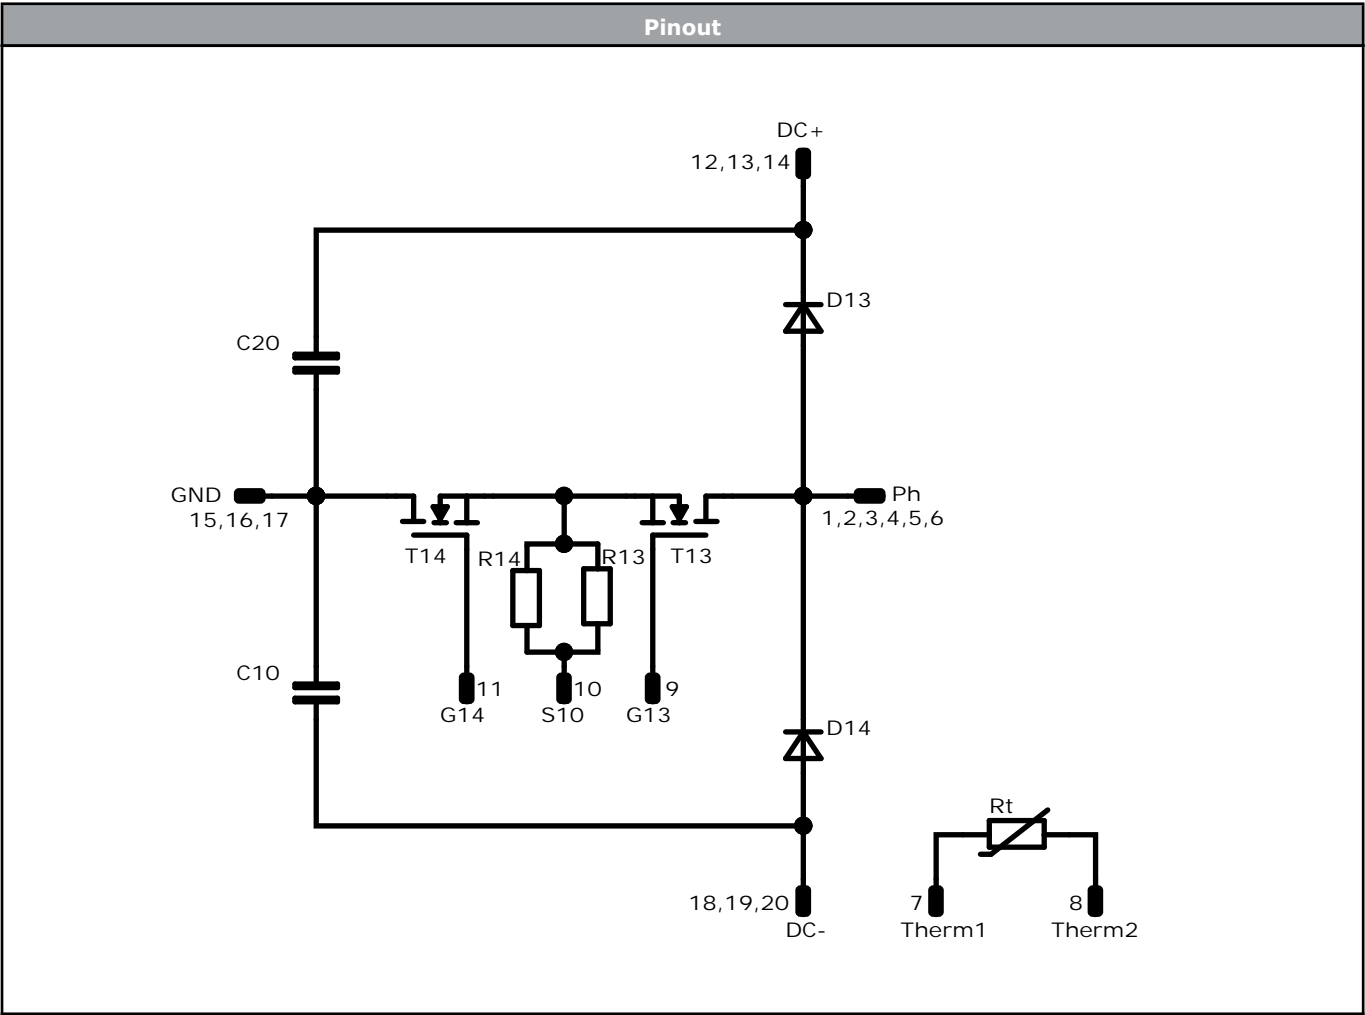 Pinout
DC+
12,13,14
D13
C20
GND
15,16,17
Ph
1,2,3,4,5,6
T14
R14
R13
T13
C10
11
10
9
G14
S10
G13
D14
Rt
18,19,20
DC-
7
8
Therm1
Therm2